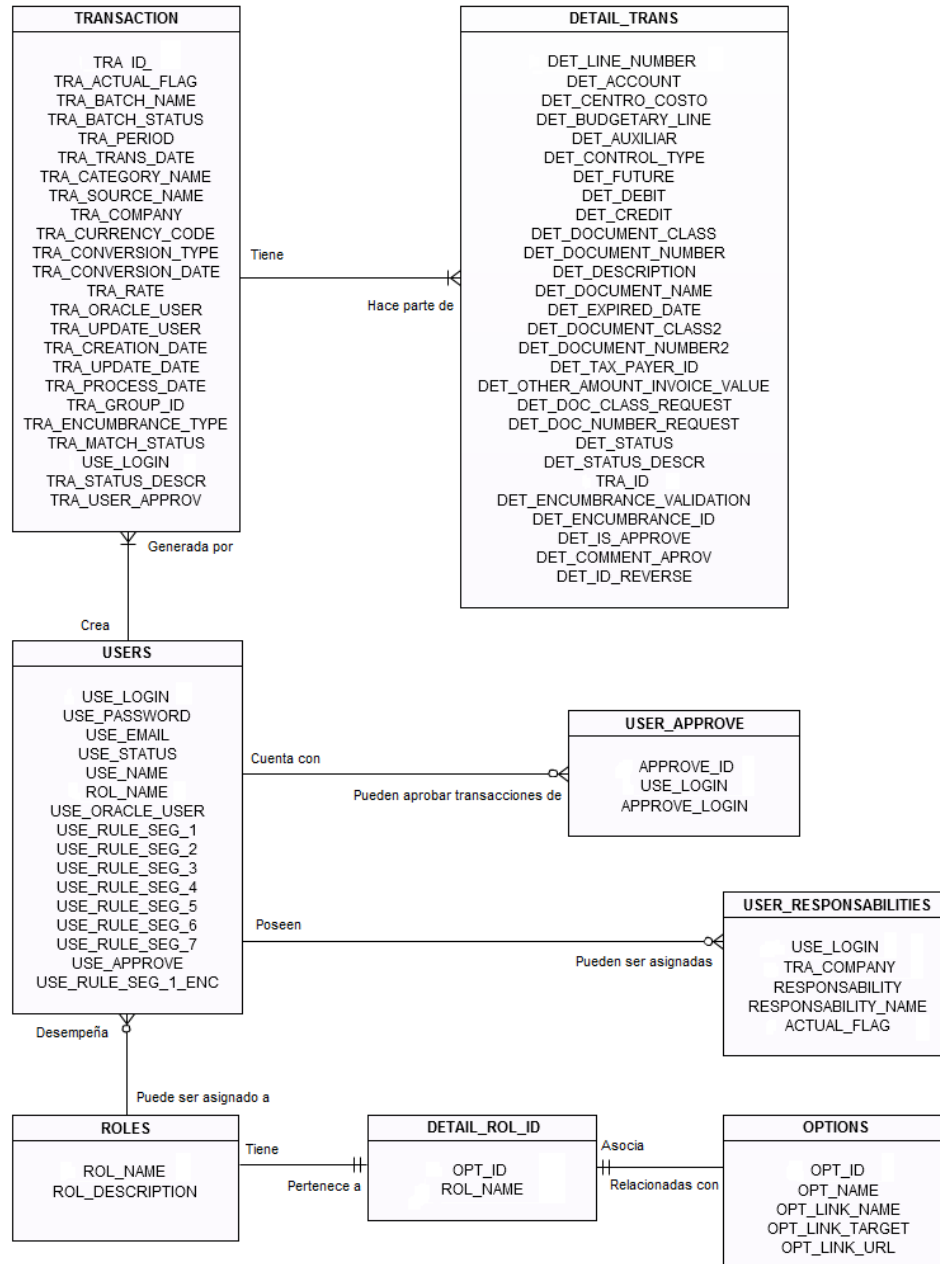 TRANSACTION
TRA_ID_
TRA_ACTUAL_FLAG
TRA_BATCH_NAME
TRA_BATCH_STATUS
TRA_PERIOD
TRA_TRANS_DATE
TRA_CATEGORY_NAME
TRA_SOURCE_NAME
TRA_COMPANY
TRA_CURRENCY_CODE
TRA_CONVERSION_TYPE
TRA_CONVERSION_DATE
TRA_RATE
TRA_ORACLE_USER
TRA_UPDATE_USER
TRA_CREATION_DATE
TRA_UPDATE_DATE
TRA_PROCESS_DATE
TRA_GROUP_ID
TRA_ENCUMBRANCE_TYPE
TRA_MATCH_STATUS
USE_LOGIN
TRA_STATUS_DESCR
TRA_USER_APPROV
Tiene
Hace parte de
DETAIL_TRANS
DET_LINE_NUMBER
DET_ACCOUNT
DET_CENTRO_COSTO
DET_BUDGETARY_LINE
DET_AUXILIAR
DET_CONTROL_TYPE
DET_FUTURE
DET_DEBIT
DET_CREDIT
DET_DOCUMENT_CLASS
DET_DOCUMENT_NUMBER
DET_DESCRIPTION
DET_DOCUMENT_NAME
DET_EXPIRED_DATE
DET_DOCUMENT_CLASS2
DET_DOCUMENT_NUMBER2
DET_TAX_PAYER_ID
DET_OTHER_AMOUNT_INVOICE_VALUE
DET_DOC_CLASS_REQUEST
DET_DOC_NUMBER_REQUEST
DET_STATUS
DET_STATUS_DESCR
TRA_ID
DET_ENCUMBRANCE_VALIDATION
DET_ENCUMBRANCE_ID
DET_IS_APPROVE
DET_COMMENT_APROV
DET_ID_REVERSE
Generada por
Crea
USERS
USE_LOGIN
USE_PASSWORD
USE_EMAIL
USE_STATUS
USE_NAME
ROL_NAME
USE_ORACLE_USER
USE_RULE_SEG_1
USE_RULE_SEG_2
USE_RULE_SEG_3
USE_RULE_SEG_4
USE_RULE_SEG_5
USE_RULE_SEG_6
USE_RULE_SEG_7
USE_APPROVE
USE_RULE_SEG_1_ENC
Cuenta con
Pueden aprobar transacciones de
USER_APPROVE
APPROVE_ID
USE_LOGIN
APPROVE_LOGIN
Poseen
Pueden ser asignadas
USER_RESPONSABILITIES
USE_LOGIN
TRA_COMPANY
RESPONSABILITY
RESPONSABILITY_NAME
ACTUAL_FLAG
Desempeña
Puede ser asignado a
ROLES
ROL_NAME
ROL_DESCRIPTION
Tiene
Pertenece a
DETAIL_ROL_ID
OPT_ID
ROL_NAME
Asocia
Relacionadas con
OPTIONS
OPT_ID
OPT_NAME
OPT_LINK_NAME
OPT_LINK_TARGET
OPT_LINK_URL